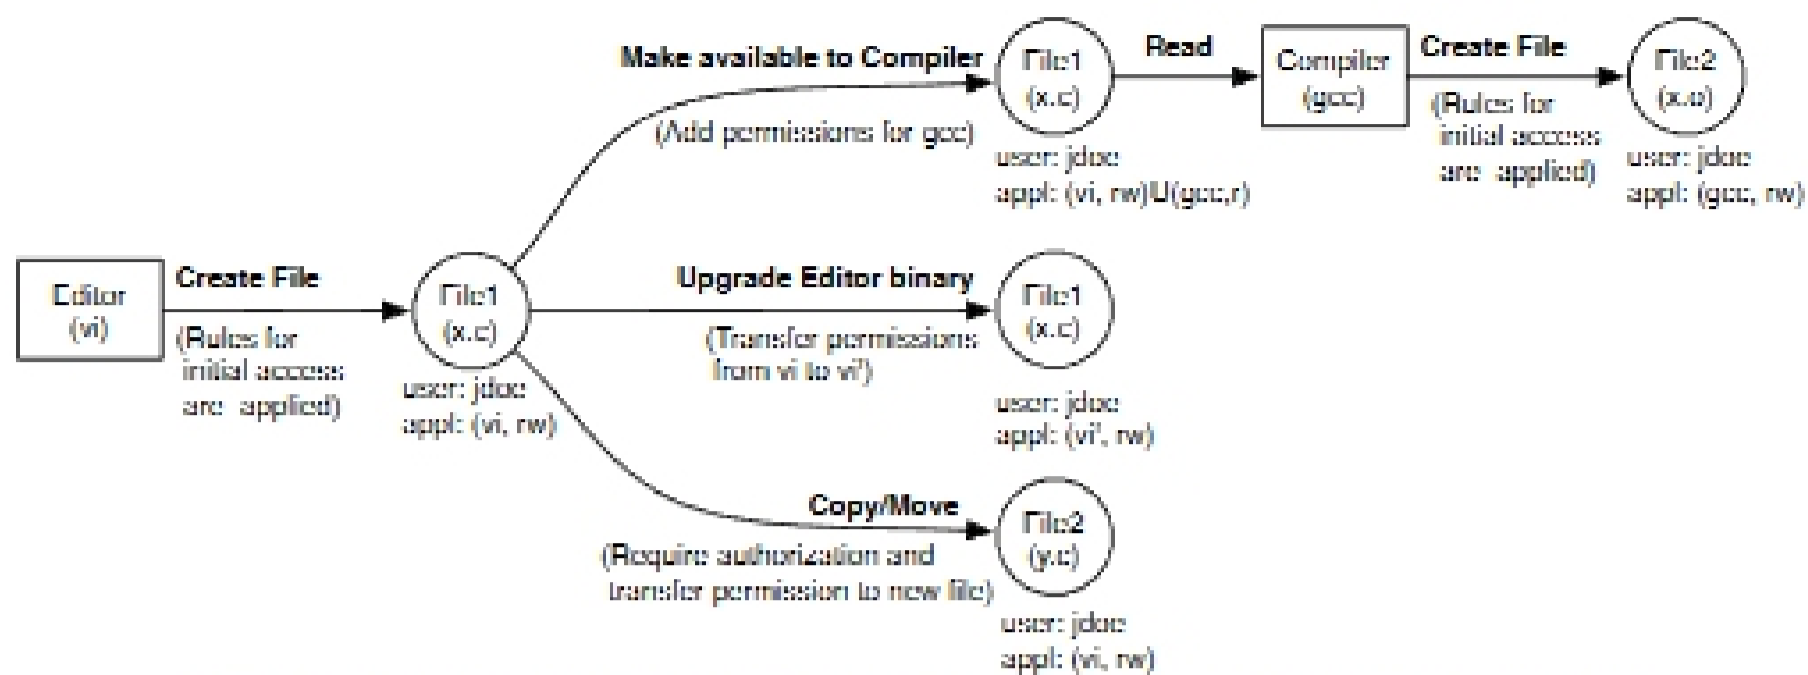 Make available to Compiler
(Add permissions for gcc)
File1
(x.c)
user: jdoe
appl: (vi, rw)U(gcc,r)
Read
Compiler
(gcc)
Create File
(Rules for
initial access
are applied)
File2
(x.o)
user: jdoe
appl: (gcc, rw)
Editor
(vi)
Create File
(Rules for
initial access
are applied)
File1
(x.c)
user: jdoe
appl: (vi, rw)
Upgrade Editor binary
(Transfer permissions
from vi to vi')
File1
(x.c)
user: jdoe
appl: (vi', rw)
Copy/Move
(Require authorization and
transfer permission to new file)
File2
(y.c)
user: jdoe
appl: (vi, rw)